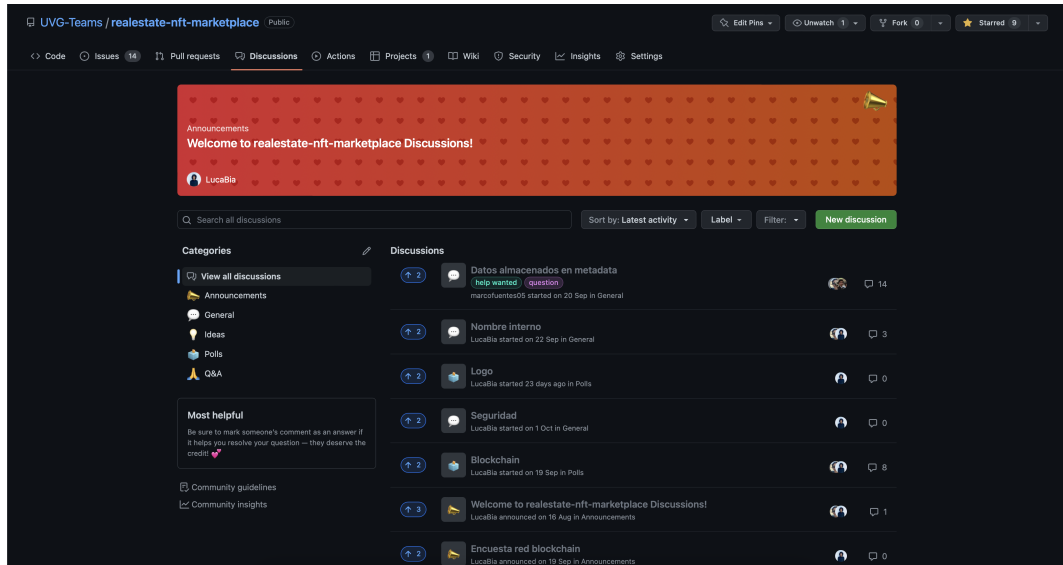 UVG-Teams / realestate-nft-marketplace Public
Edit Pins Unwatch 1 Fork 0 Starred 9
Code Issues 14 Pull requests Discussions Actions Projects 1 Wiki Security Insights Settings
Announcements
Welcome to realestate-nft-marketplace Discussions!
LucaBia
Search all discussions
Sort by: Latest activity Label Filter: New discussion
Categories
View all discussions
Announcements
General
Ideas
Polls
Q&A
Most helpful
Be sure to mark someone's comment as an answer if
it helps you resolve your question — they deserve the
credit! 💞
Community guidelines
Community insights
Discussions
2 Datos almacenados en metadata
help wanted question 14
marcofuentes05 started on 20 Sep in General
2 Nombre interno 3
LucaBia started on 22 Sep in General
2 Logo 0
LucaBia started 23 days ago in Polls
2 Seguridad 0
LucaBia started on 1 Oct in General
2 Blockchain 8
LucaBia started on 19 Sep in Polls
3 Welcome to realestate-nft-marketplace Discussions! 1
LucaBia announced on 16 Aug in Announcements
2 Encuesta red blockchain 0
LucaBia announced on 19 Sep in Announcements